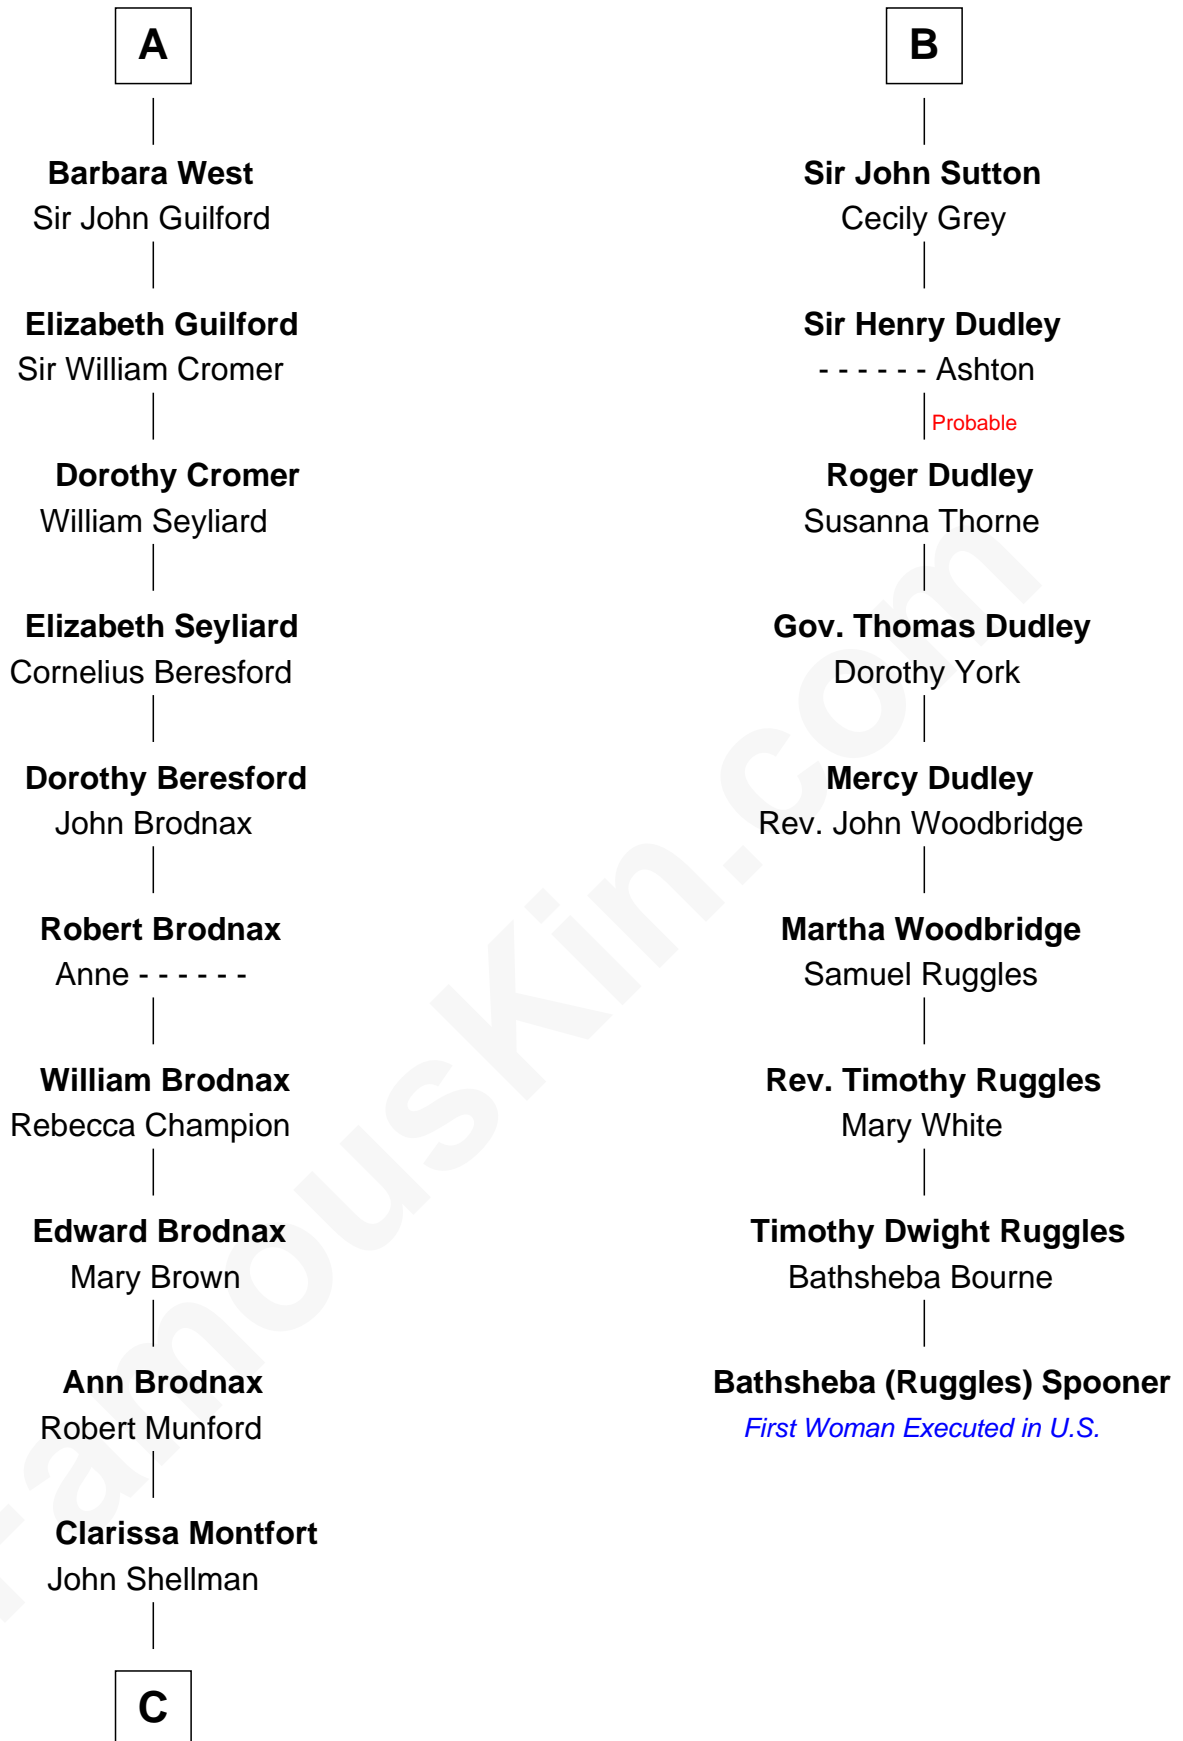 A
Barbara West
Sir John Guilford
Elizabeth Guilford
Sir William Cromer
Dorothy Cromer
William Seyliard
Elizabeth Seyliard
Cornelius Beresford
Dorothy Beresford
John Brodnax
Robert Brodnax
Anne - - - - - -
William Brodnax
Rebecca Champion
Edward Brodnax
Mary Brown
Ann Brodnax
Robert Munford
Clarissa Montfort
John Shellman
C
B
Sir John Sutton
Cecily Grey
Sir Henry Dudley
- - - - - - Ashton
Probable
Roger Dudley
Susanna Thorne
Gov. Thomas Dudley
Dorothy York
Mercy Dudley
Rev. John Woodbridge
Martha Woodbridge
Samuel Ruggles
Rev. Timothy Ruggles
Mary White
Timothy Dwight Ruggles
Bathsheba Bourne
Bathsheba (Ruggles) Spooner
First Woman Executed in U.S.
FamousKin.com